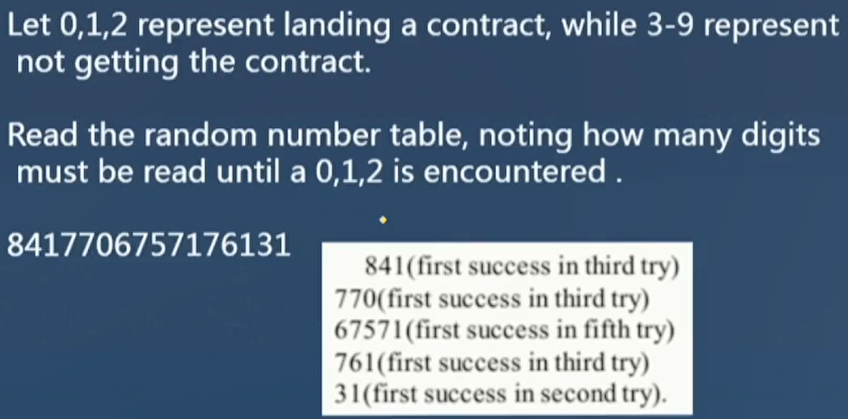 Let 0,1,2 represent landing a contract, while 3-9 represent
not getting the contract.
Read the random number table, noting how many digits
must be read until a 0,1,2 is encountered .
8417706757176131
841(first success in third try)
770(first success in third try)
67571(first success in fifth try)
761(first success in third try)
31(first success in second try).